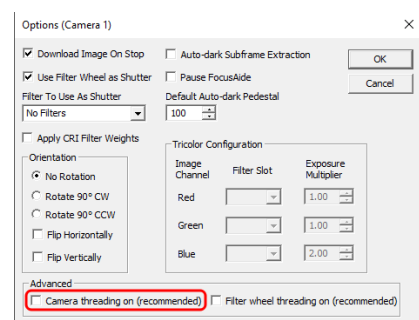 Options (Camera 1)
Download Image On Stop
Auto-dark Subframe Extraction
OK
Use Filter Wheel as Shutter
Pause FocusAide
Cancel
Filter To Use As Shutter
Default Auto-dark Pedestal
No Filters
100
Apply CRI Filter Weights
Tricolor Configuration
Orientation
Image Channel
Filter Slot
Exposure Multiplier
No Rotation
Red
1.00
Rotate 90° CW
Rotate 90° CCW
Green
1.00
Flip Horizontally
Flip Vertically
Blue
2.00
Advanced
Camera threading on (recommended)
Filter wheel threading on (recommended)